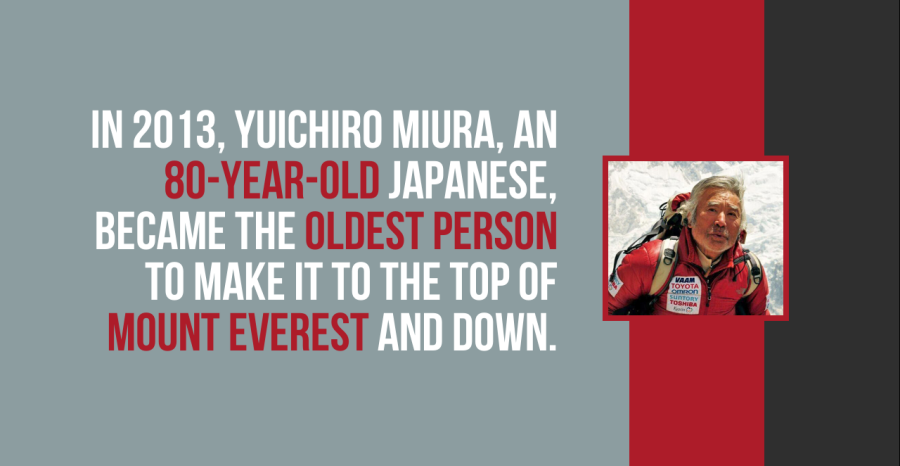 IN 2013, YUICHIRO MIURA, AN
80-YEAR-OLD JAPANESE,
BECAME THE OLDEST PERSON
TO MAKE IT TO THE TOP OF
MOUNT EVEREST AND DOWN.
VAAM
TOYOTA
OMRON
SUNTORY
TOSHIBA